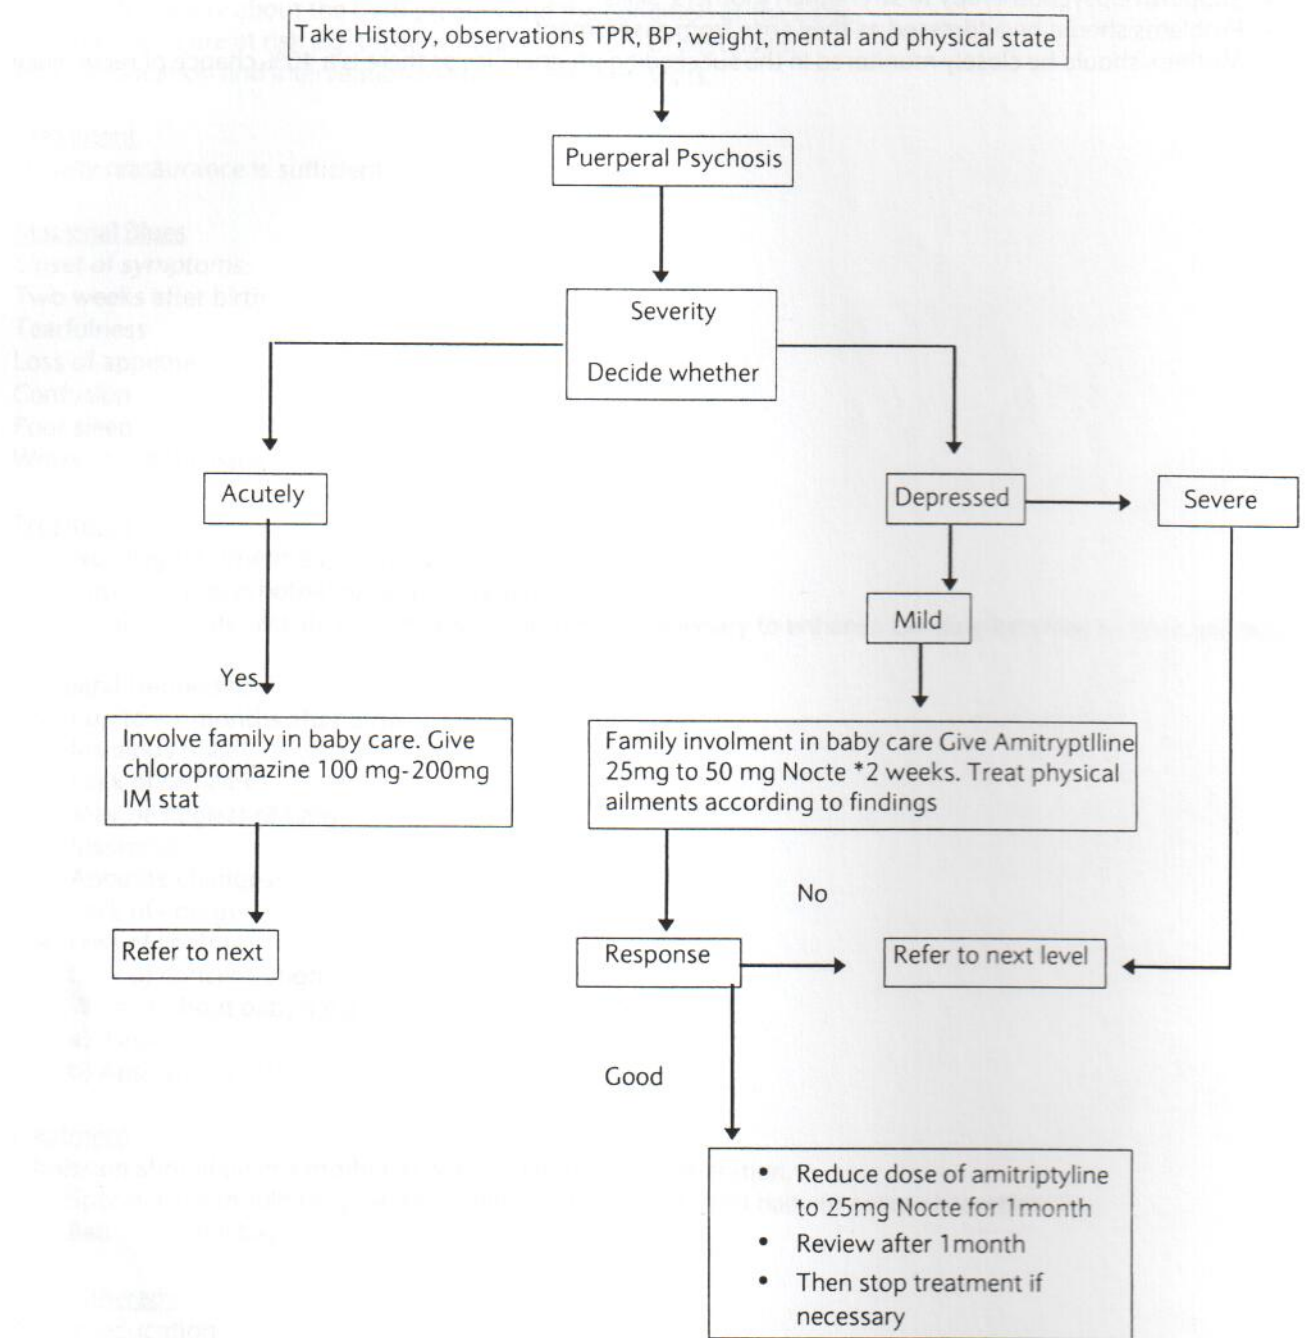 Take History, observations TPR, BP, weight, mental and physical state
Puerperal Psychosis
Severity
Decide whether
Acutely
Depressed
Severe
Mild
Yes
Involve family in baby care. Give
chloropromazine 100 mg-200mg
IM stat
Family involment in baby care Give Amitryptlline
25mg to 50 mg Nocte *2 weeks. Treat physical
ailments according to findings
No
Refer to next
Response
Refer to next level
Good
• Reduce dose of amitriptyline
to 25mg Nocte for 1month
• Review after 1month
• Then stop treatment if
necessary